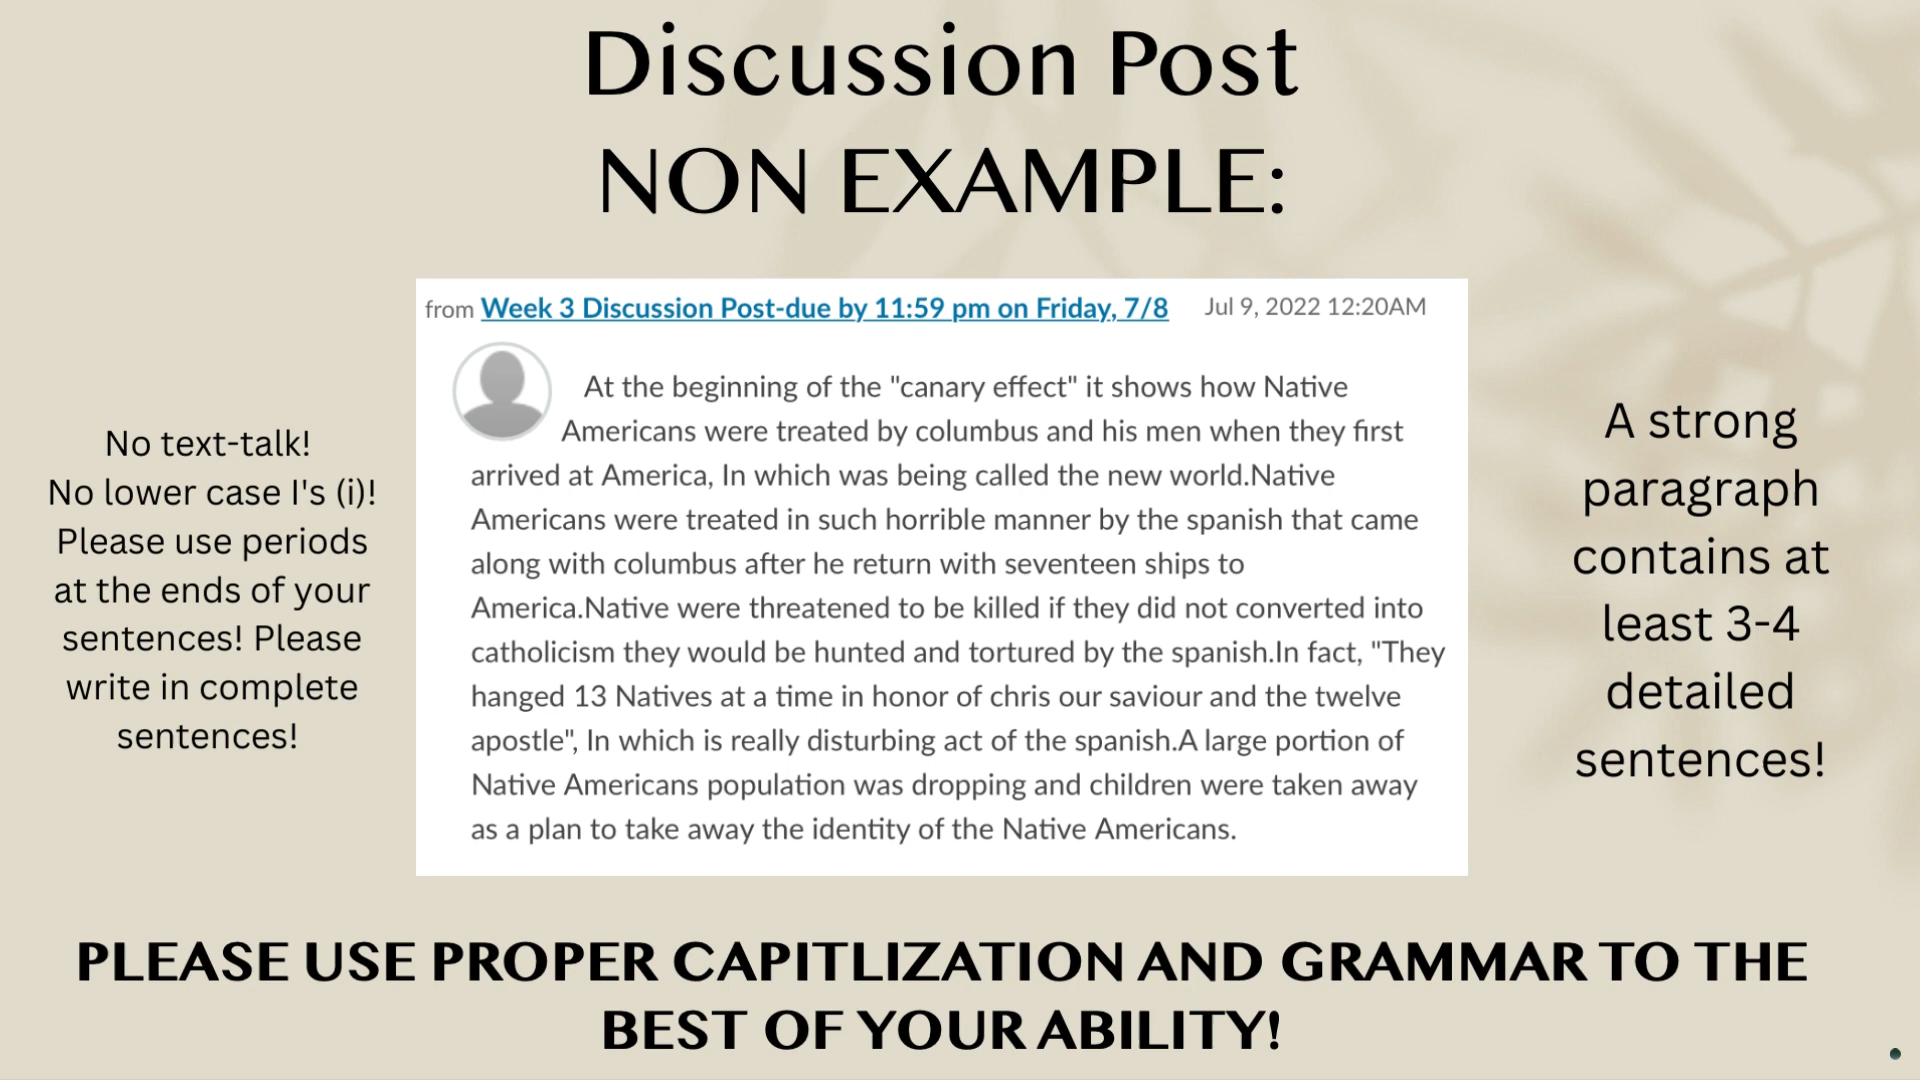 Discussion Post
NON EXAMPLE:
from Week 3 Discussion Post-due by 11:59 pm on Friday, 7/8 Jul 9, 2022 12:20AM
At the beginning of the "canary effect" it shows how Native
Americans were treated by columbus and his men when they first
arrived at America, In which was being called the new world.Native
Americans were treated in such horrible manner by the spanish that came
along with columbus after he return with seventeen ships to
America.Native were threatened to be killed if they did not converted into
catholicism they would be hunted and tortured by the spanish.In fact, "They
hanged 13 Natives at a time in honor of chris our saviour and the twelve
apostle", In which is really disturbing act of the spanish.A large portion of
Native Americans population was dropping and children were taken away
as a plan to take away the identity of the Native Americans.
No text-talk!
No lower case I's (i)!
Please use periods
at the ends of your
sentences! Please
write in complete
sentences!
A strong
paragraph
contains at
least 3-4
detailed
sentences!
PLEASE USE PROPER CAPITLIZATION AND GRAMMAR TO THE
BEST OF YOUR ABILITY!